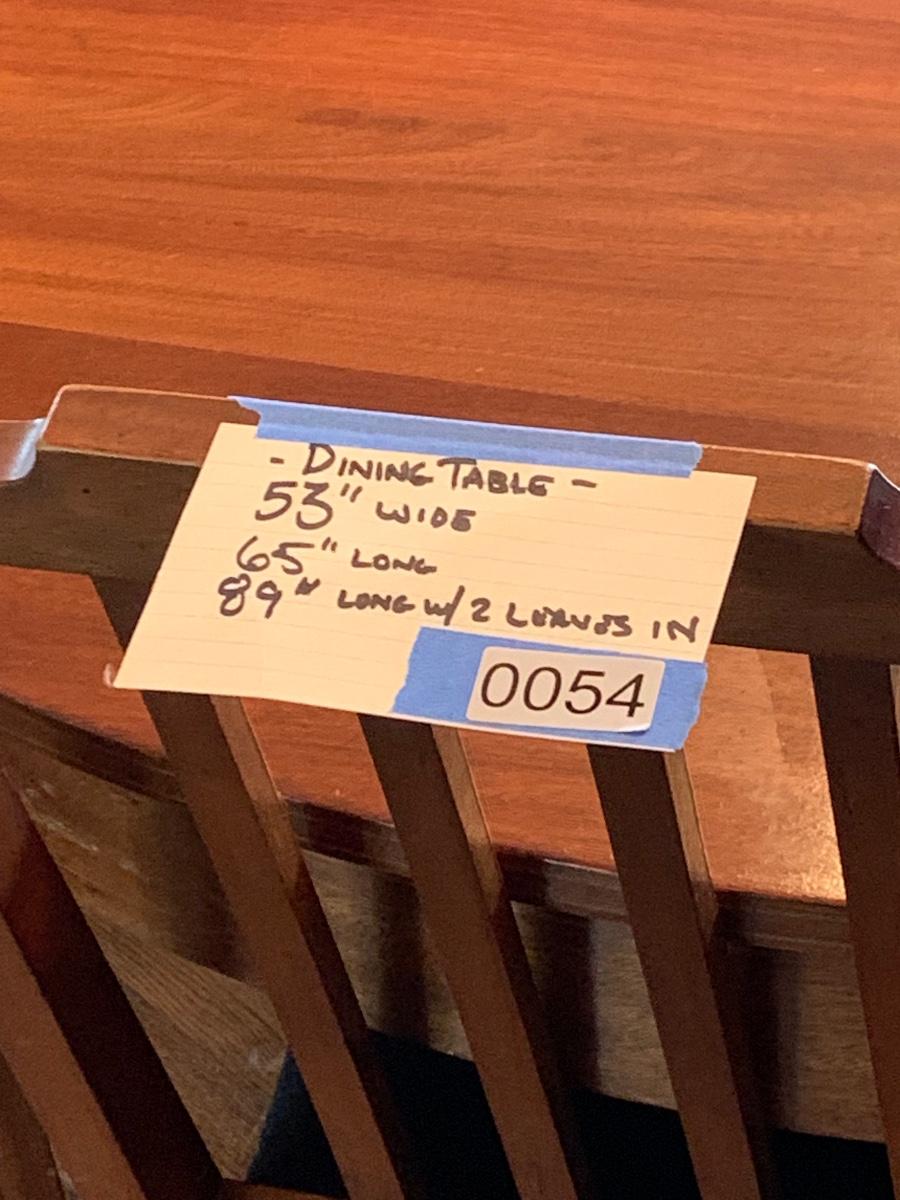 - DINING TABLE -
53" WIDE
65" LONG
89" LONG W/ 2 LEAVES IN
0054